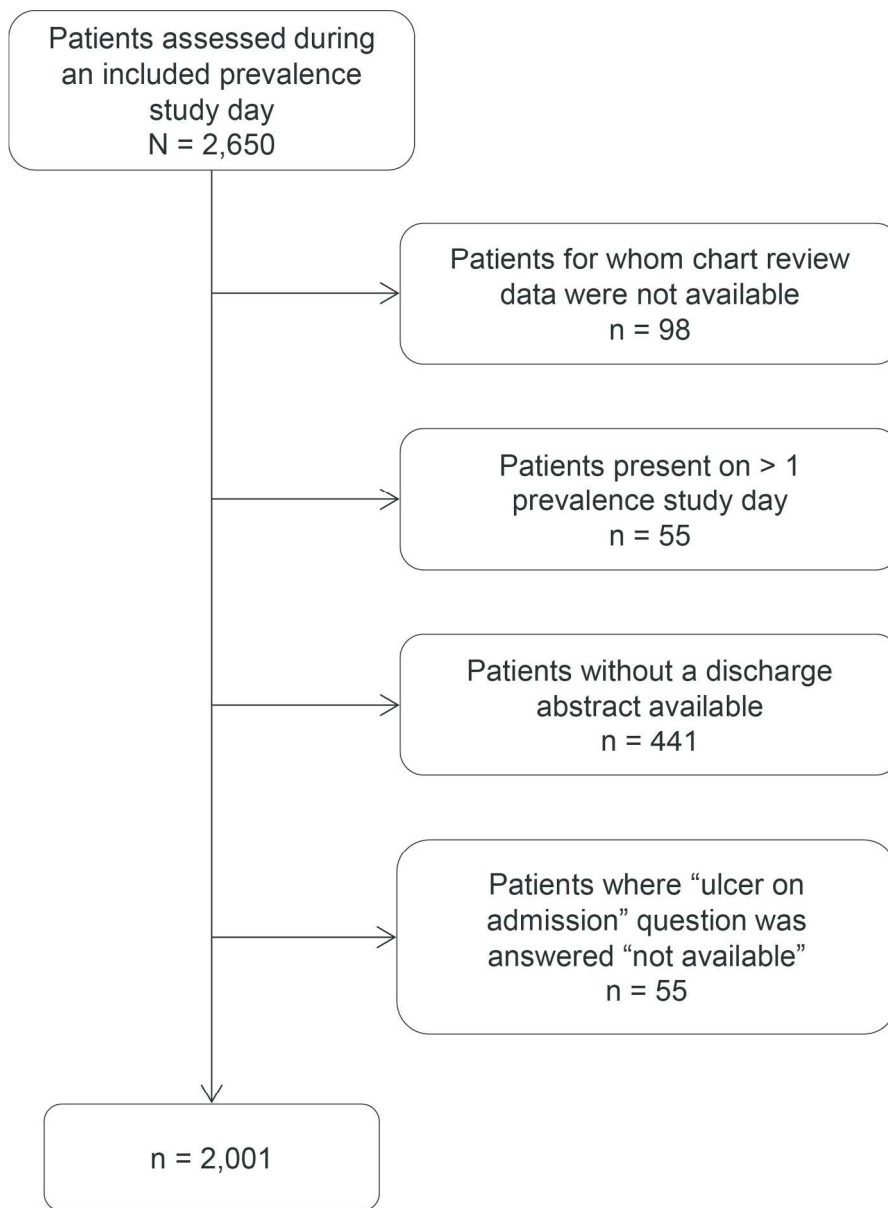 Patients assessed during
an included prevalence
study day
N = 2,650
Patients for whom chart review
data were not available
n = 98
Patients present on > 1
prevalence study day
n = 55
Patients without a discharge
abstract available
n = 441
Patients where “ulcer on
admission” question was
answered “not available”
n = 55
n = 2,001